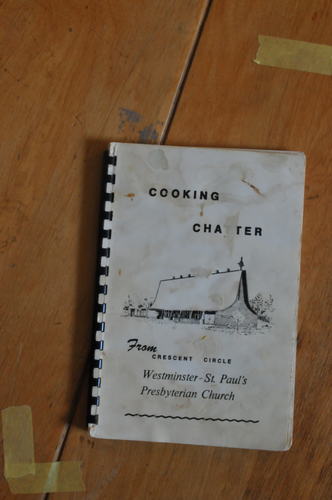 COOKING
CHATTER
From
CRESCENT CIRCLE
Westminster-St. Paul's
Presbyterian Church